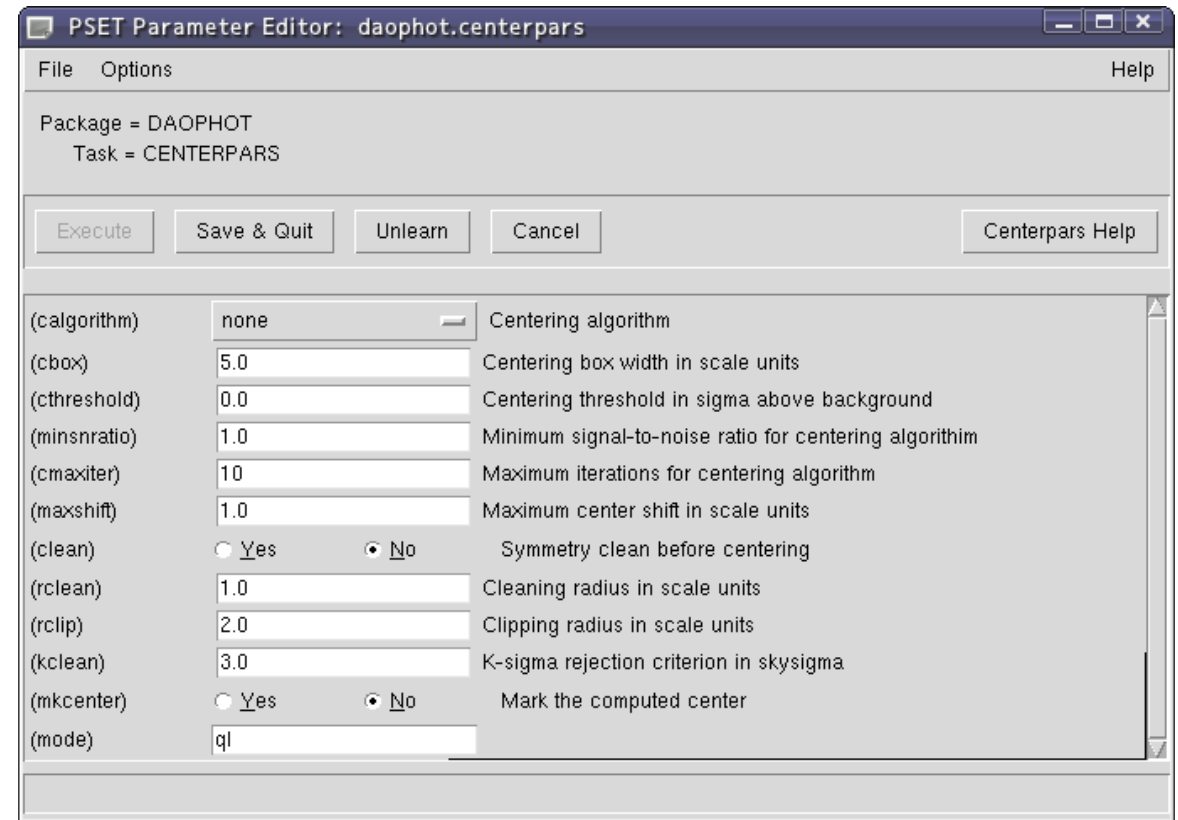 PSET Parameter Editor: daophot.centerpars
File Options Help
Package = DAOPHOT
Task = CENTERPARS
Execute Save & Quit Unlearn Cancel Centerpars Help
(calgorithm) none Centering algorithm
(cbox) 5.0 Centering box width in scale units
(cthreshold) 0.0 Centering threshold in sigma above background
(minsnratio) 1.0 Minimum signal-to-noise ratio for centering algorithim
(cmaxiter) 10 Maximum iterations for centering algorithm
(maxshift) 1.0 Maximum center shift in scale units
(clean) Yes No Symmetry clean before centering
(rclean) 1.0 Cleaning radius in scale units
(rclip) 2.0 Clipping radius in scale units
(kclean) 3.0 K-sigma rejection criterion in skysigma
(mkcenter) Yes No Mark the computed center
(mode) ql